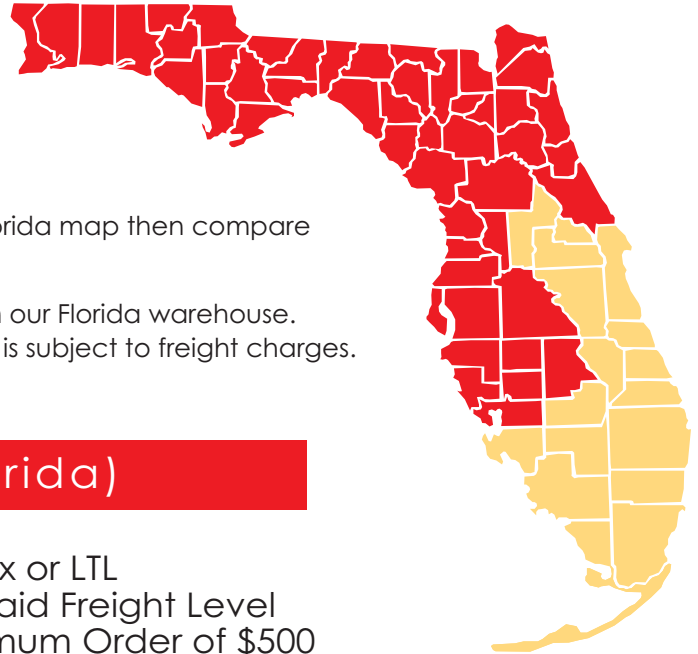 rida map then compare
our Florida warehouse.
is subject to freight charges.
rida)
x or LTL
aid Freight Level
mum Order of $500